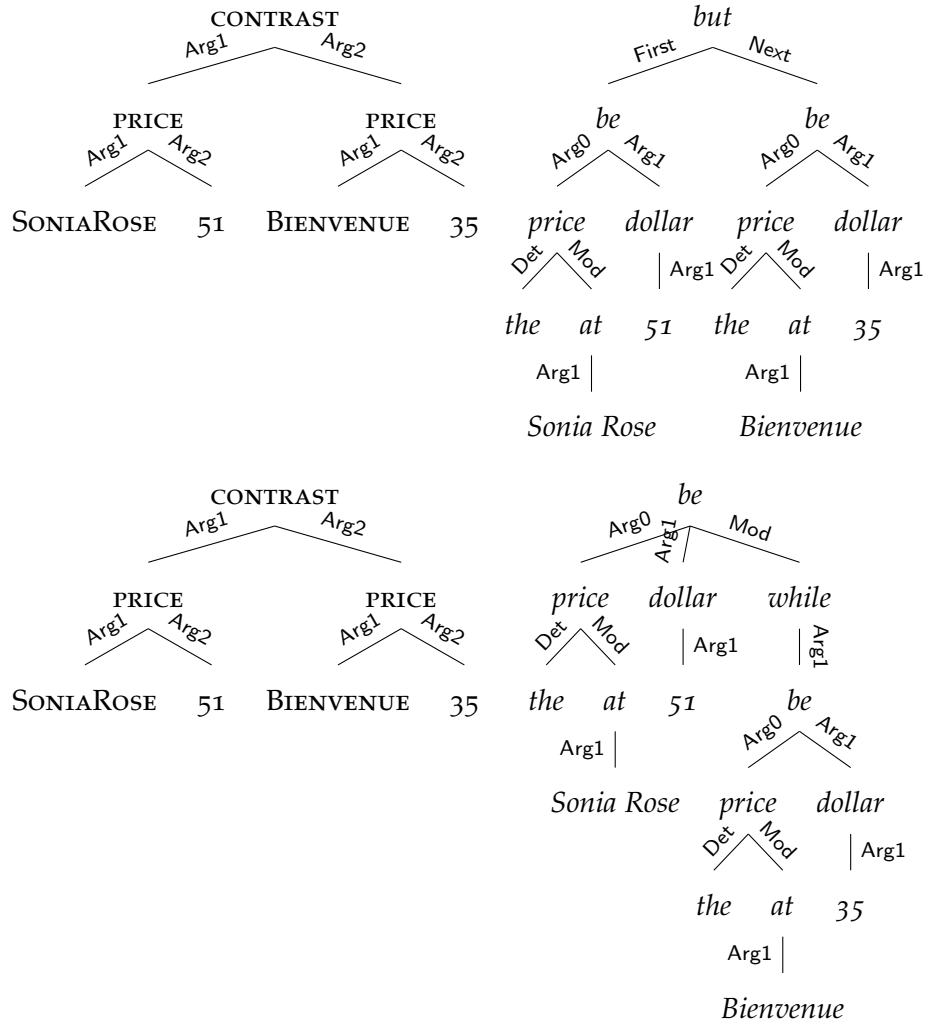 CONTRAST but
Arg1 Arg2 First Next
PRICE PRICE be be
Arg1 Arg2 Arg1 Arg2 Arg0 Arg1 Arg0 Arg1
SONIAROSE 51 BIENVENUE 35 price dollar price dollar
Det Mod Arg1 Det Mod Arg1
the at 51 the at 35
Arg1 Arg1
Sonia Rose Bienvenue
CONTRAST be
Arg1 Arg2 Arg0 Arg1 Mod
PRICE PRICE price dollar while
Arg1 Arg2 Arg1 Arg2 Det Mod Arg1 Arg1
SONIAROSE 51 BIENVENUE 35 the at 51 be
Arg1 Arg0 Arg1
Sonia Rose price dollar
Det Mod Arg1
the at 35
Arg1
Bienvenue